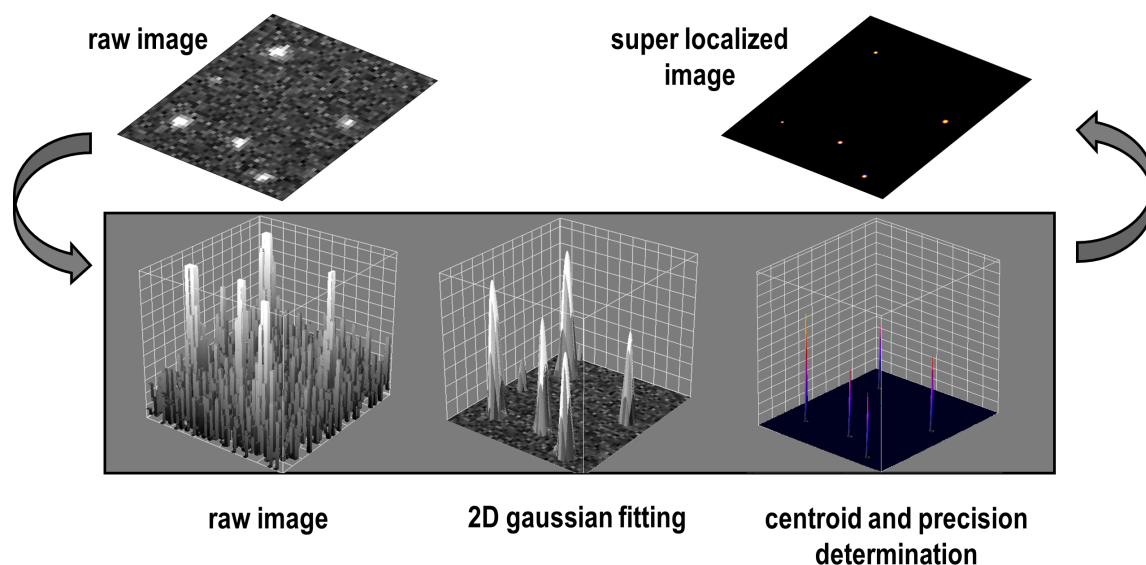 raw image
super localized
image
raw image
2D gaussian fitting
centroid and precision
determination